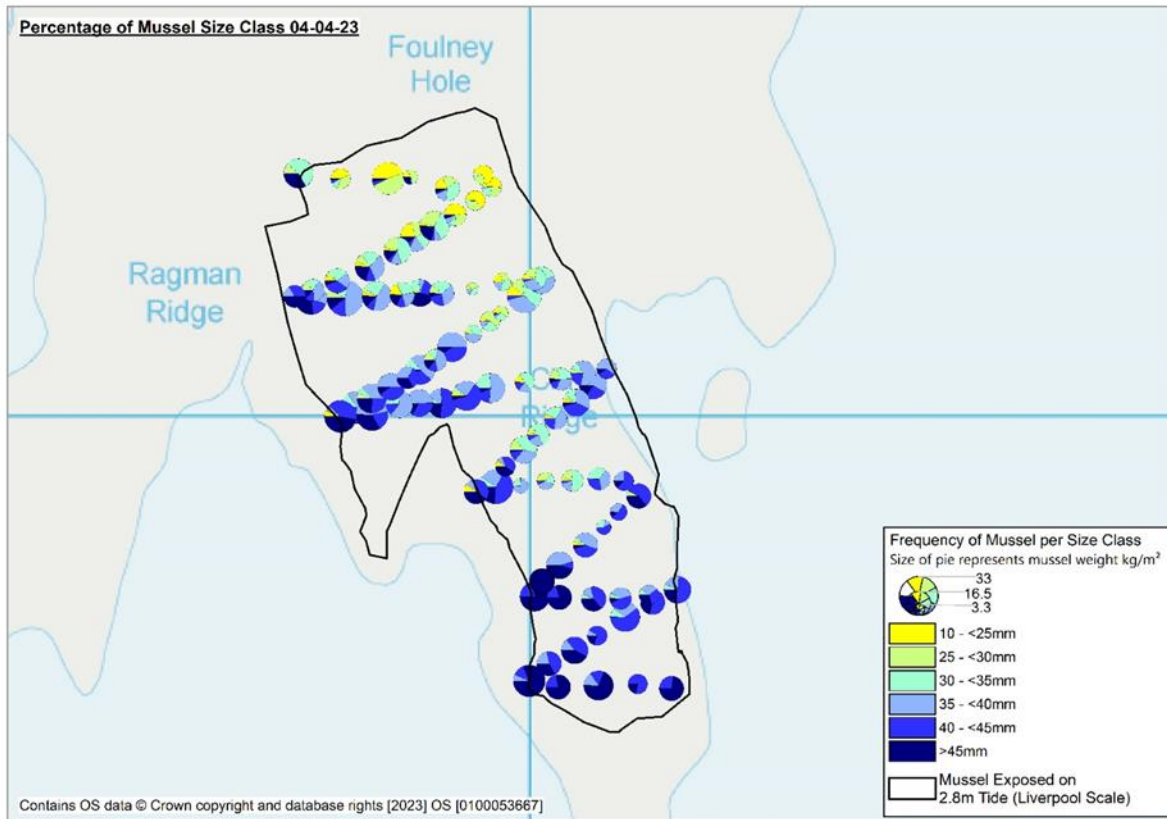 Percentage of Mussel Size Class 04-04-23
Foulney
Hole
Ragman
Ridge
Ridge
Frequency of Mussel per Size Class
Size of pie represents mussel weight kg/m²
33
16.5
3.3
10 - <25mm
25 - <30mm
30 - <35mm
35 - <40mm
40 - <45mm
>45mm
Mussel Exposed on
2.8m Tide (Liverpool Scale)
Contains OS data © Crown copyright and database rights [2023] OS [0100053667]